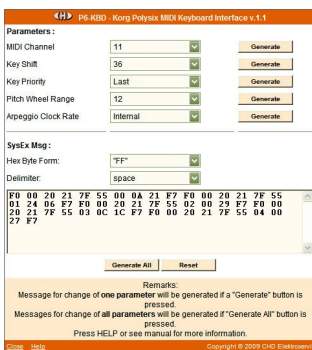 CHD P6-KBD - Korg Polysix MIDI Keyboard Interface v.1.1
Parameters :
MIDI Channel 11 Generate
Key Shift 36 Generate
Key Priority Last Generate
Pitch Wheel Range 12 Generate
Arpeggio Clock Rate Internal Generate
SysEx Msg :
Hex Byte Form: "FF"
Delimiter: space
F0 00 20 21 7F 55 00 0A 21 F7 F0 00 20 21 7F 55
01 24 06 F7 F0 00 20 21 7F 55 02 00 29 F7 F0 00
20 21 7F 55 03 0C 1C F7 F0 00 20 21 7F 55 04 00
27 F7
Generate All Reset
Remarks:
Message for change of one parameter will be generated if a "Generate" button is
pressed.
Messages for change of all parameters will be generated if "Generate All" button is
pressed.
Press HELP or see manual for more information.
Close Help Copyright © 2009 CHD Elektroservi